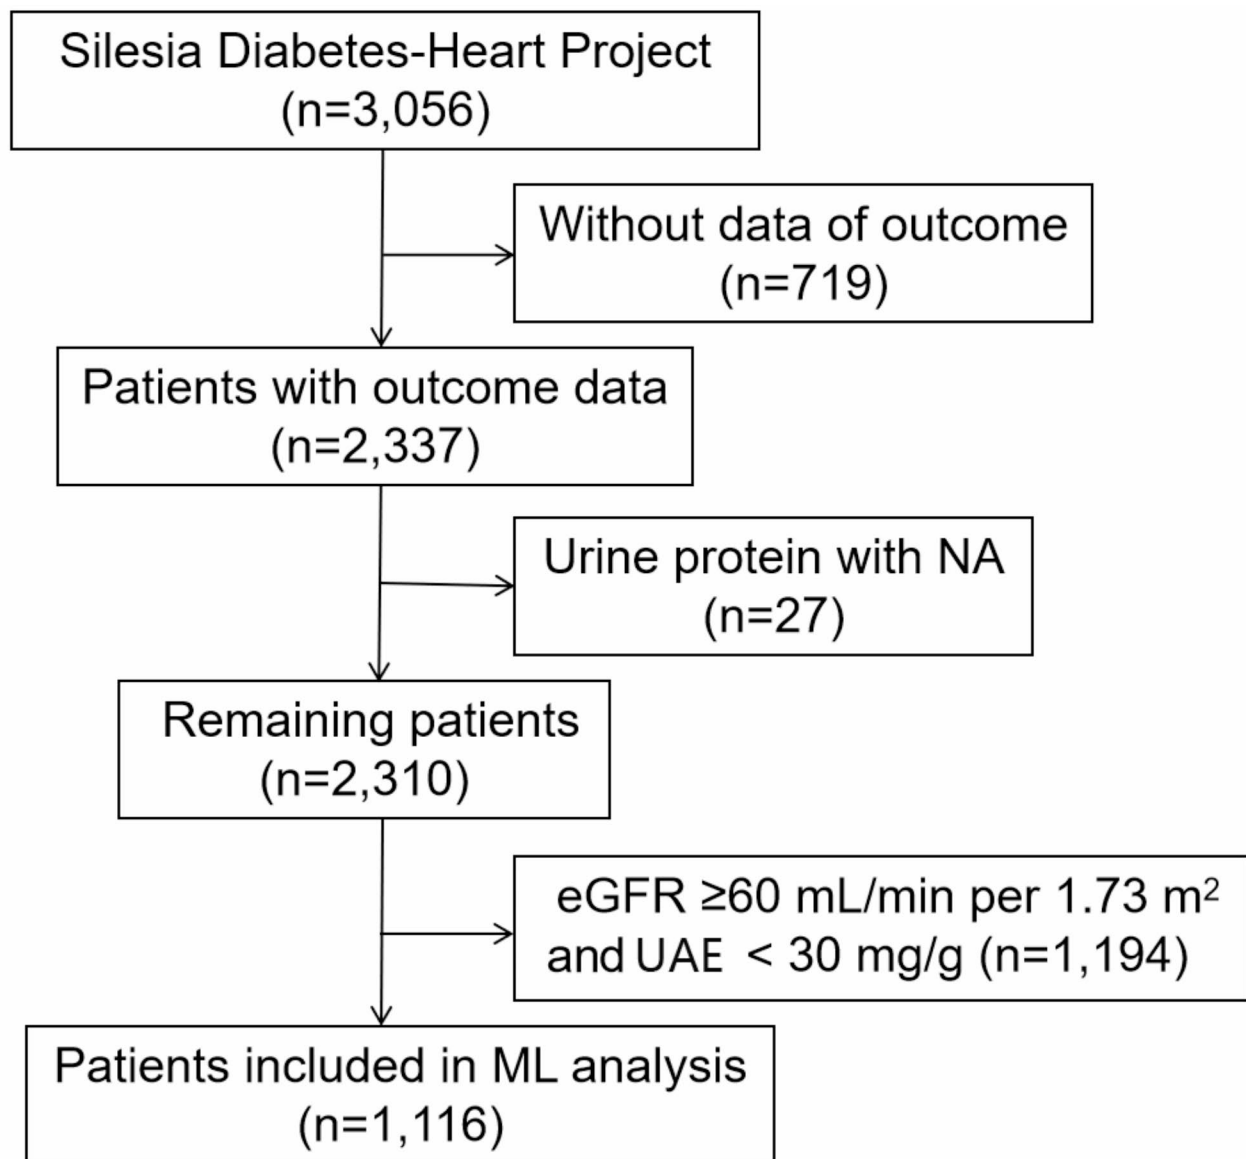 Silesia Diabetes-Heart Project
(n=3,056)
Without data of outcome
(n=719)
Patients with outcome data
(n=2,337)
Urine protein with NA
(n=27)
Remaining patients
(n=2,310)
eGFR ≥60 mL/min per 1.73 m²
and UAE < 30 mg/g (n=1,194)
Patients included in ML analysis
(n=1,116)